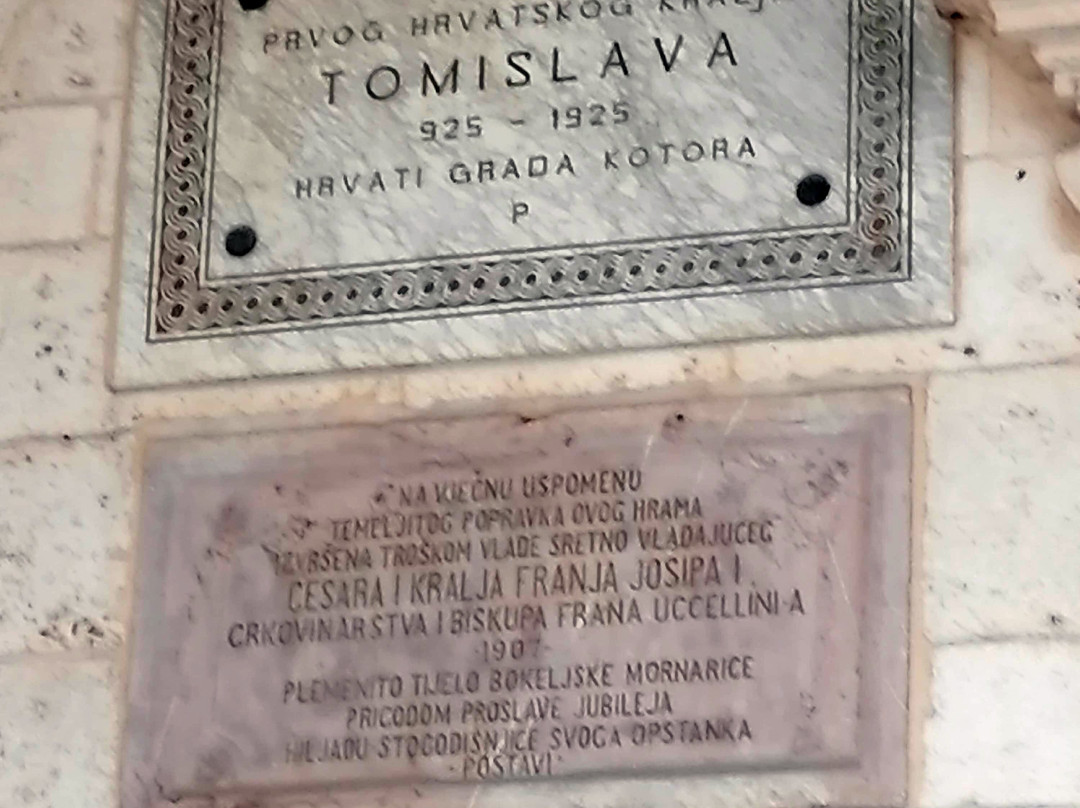 PRVOG HRVATSKOG KRALJA
TOMISLAVA
925 - 1925
HRVATI GRADA KOTORA
P
NA VJEČNU USPOMENU
TEMELJITOG POPRAVKA OVOG HRAMA
IZVRŠENA TROŠKOM VLADE SRETNO VLADAJUĆEG
CESARA I KRALJA FRANJA JOSIPA I
CRKOVINARSTVA I BISKUPA FRANA UCCELLINI-A
-1907-
PLEMENITO TIJELO BOKELJSKE MORNARICE
PRIGODOM PROSLAVE JUBILEJA
HILJADU STOGODIŠNJICE SVOGA OPSTANKA
- POSTAVI -